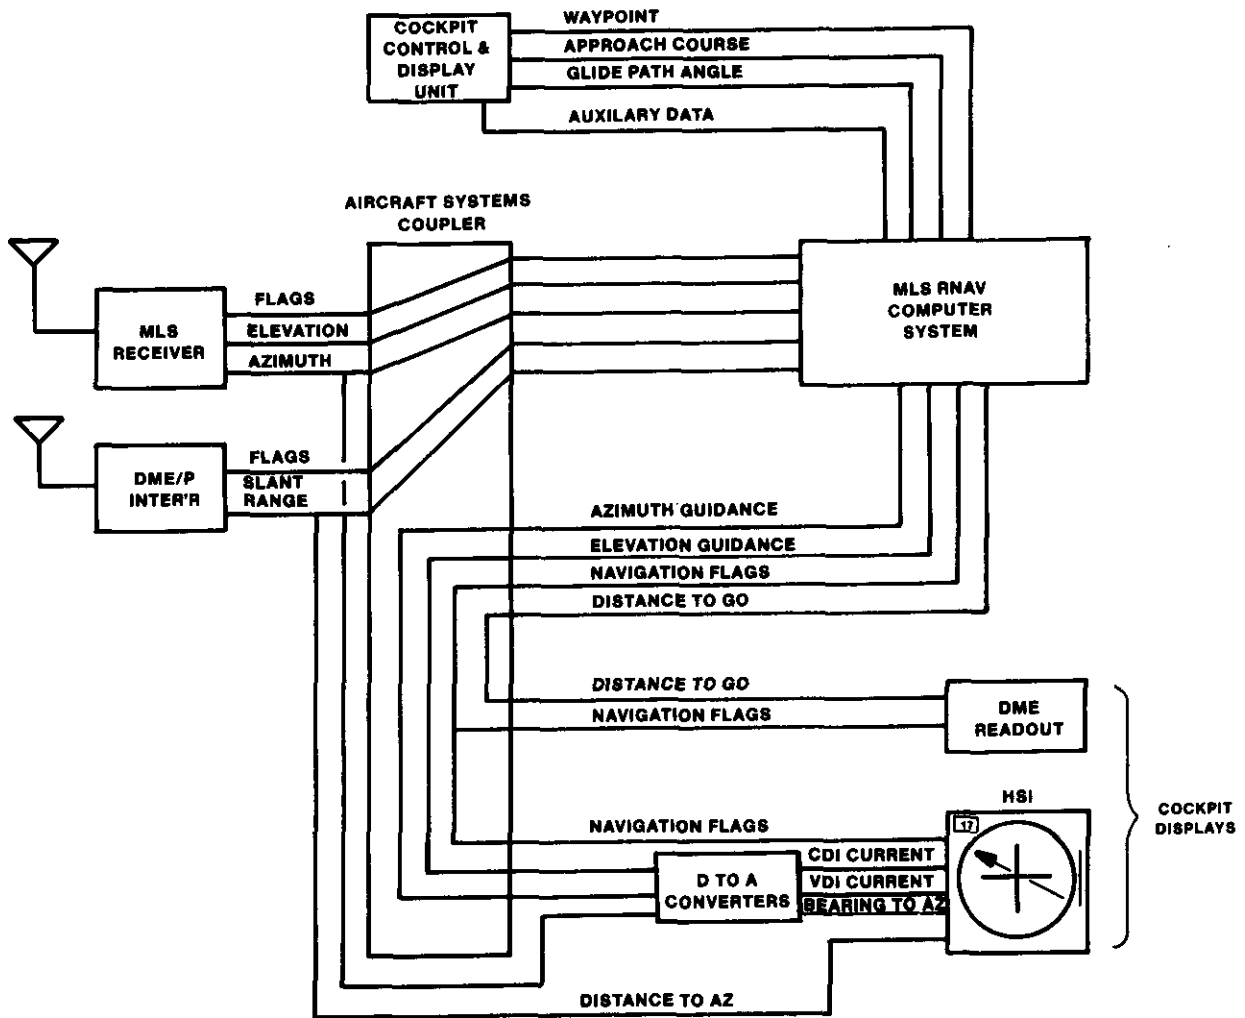 COCKPIT
CONTROL &
DISPLAY
UNIT
WAYPOINT
APPROACH COURSE
GLIDE PATH ANGLE
AUXILARY DATA
AIRCRAFT SYSTEMS
COUPLER
MLS
RECEIVER
FLAGS
ELEVATION
AZIMUTH
MLS RNAV
COMPUTER
SYSTEM
DME/P
INTER'R
FLAGS
SLANT
RANGE
AZIMUTH GUIDANCE
ELEVATION GUIDANCE
NAVIGATION FLAGS
DISTANCE TO GO
DISTANCE TO GO
NAVIGATION FLAGS
DME
READOUT
HSI
17
COCKPIT
DISPLAYS
NAVIGATION FLAGS
D TO A
CONVERTERS
CDI CURRENT
VDI CURRENT
BEARING TO AZ
DISTANCE TO AZ